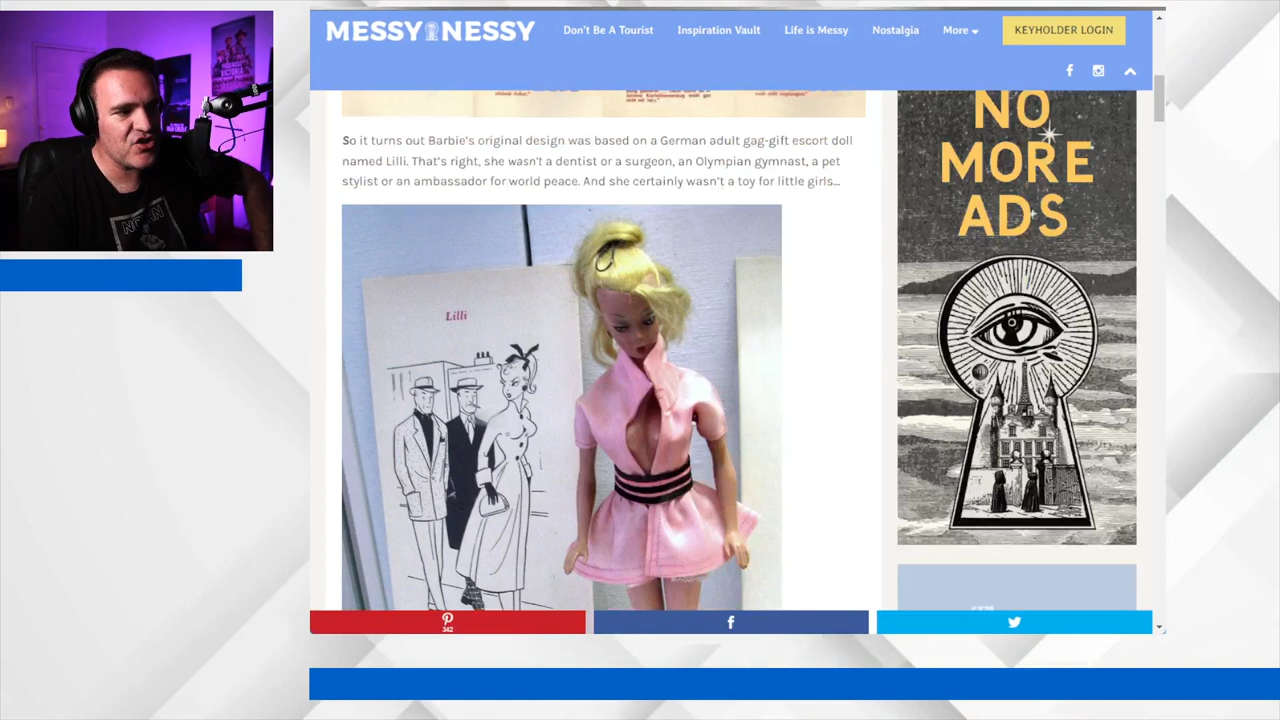 MESSY NESSY
Don't Be A Tourist
Inspiration Vault
Life is Messy
Nostalgia
More
KEYHOLDER LOGIN
So it turns out Barbie's original design was based on a German adult gag-gift escort doll
named Lilli. That's right, she wasn't a dentist or a surgeon, an Olympian gymnast, a pet
stylist or an ambassador for world peace. And she certainly wasn't a toy for little girls…
Lilli
NO
MORE
ADS
342